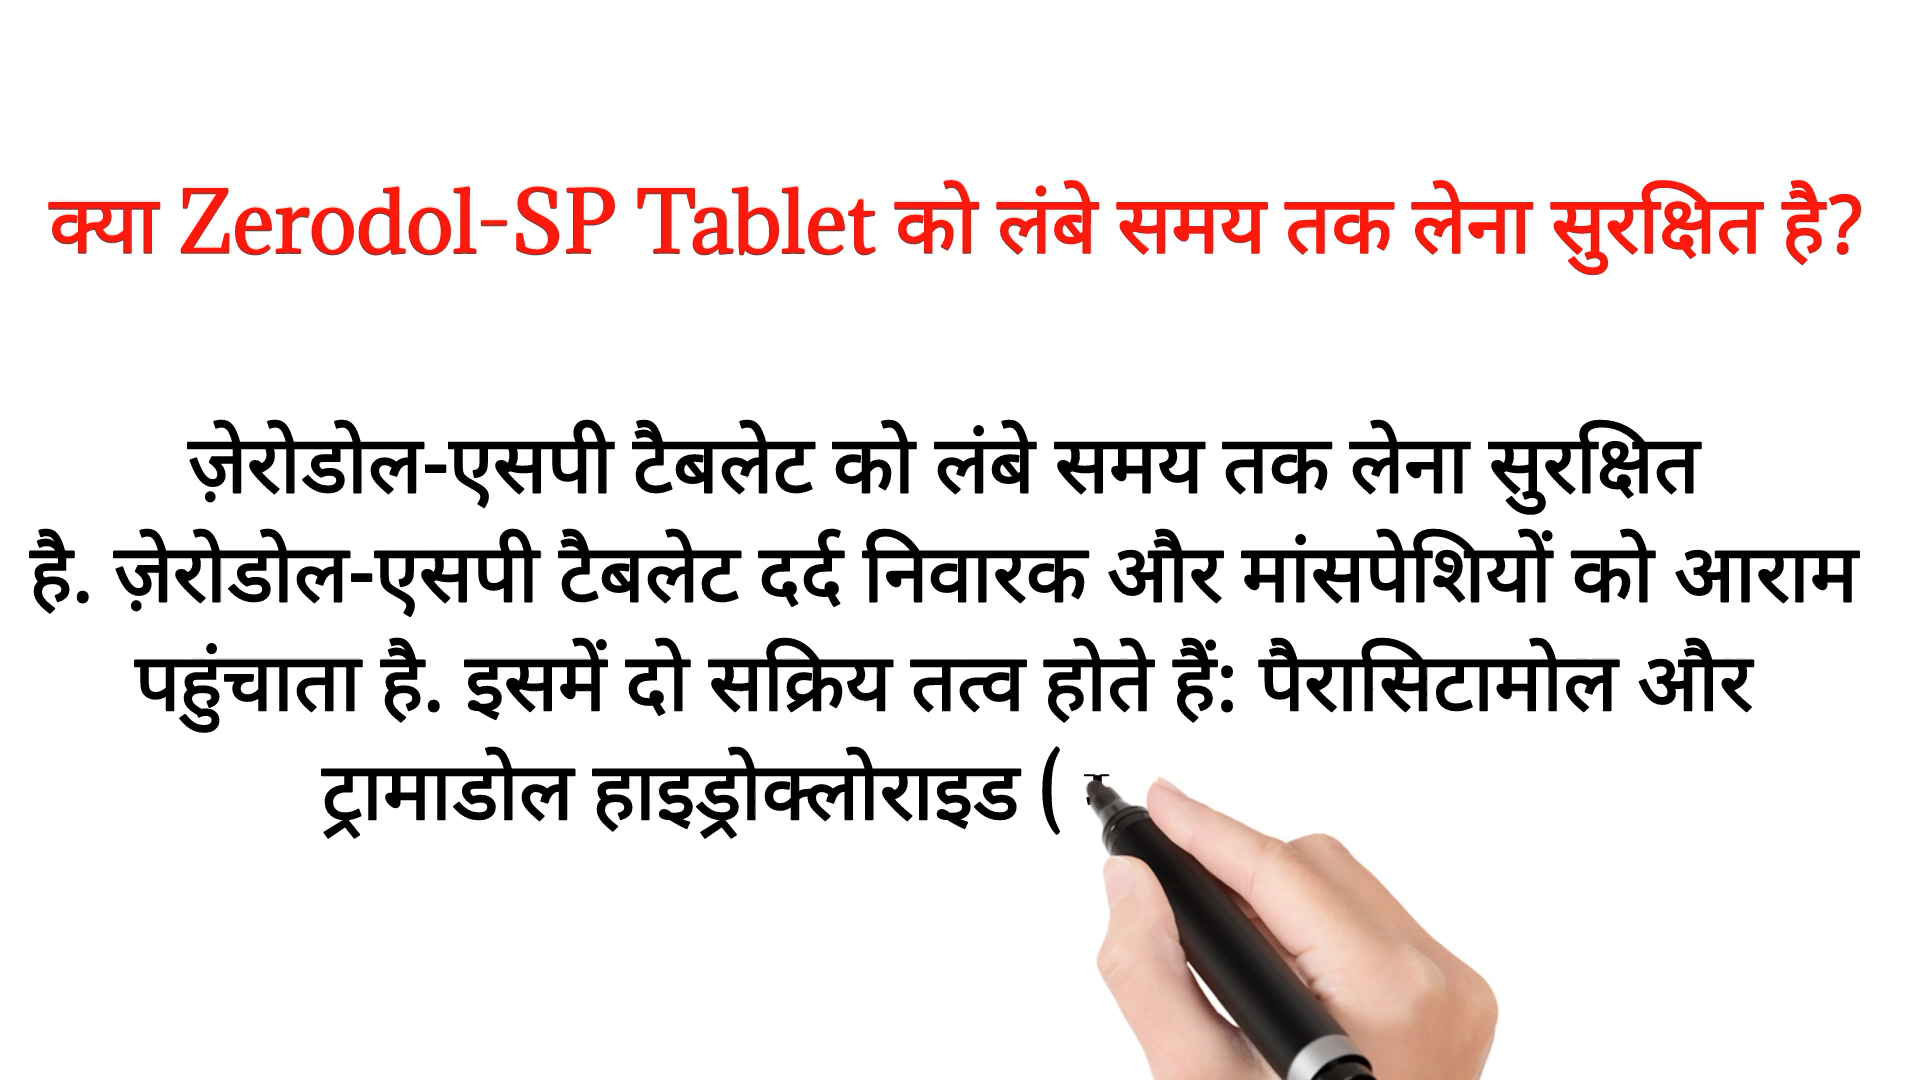 क्या Zerodol-SP Tablet को लंबे समय तक लेना सुरक्षित है?
ज़ेरोडोल-एसपी टैबलेट को लंबे समय तक लेना सुरक्षित
है. ज़ेरोडोल-एसपी टैबलेट दर्द निवारक और मांसपेशियों को आराम
पहुंचाता है. इसमें दो सक्रिय तत्व होते हैं: पैरासिटामोल और
ट्रामाडोल हाइड्रोक्लोराइड (